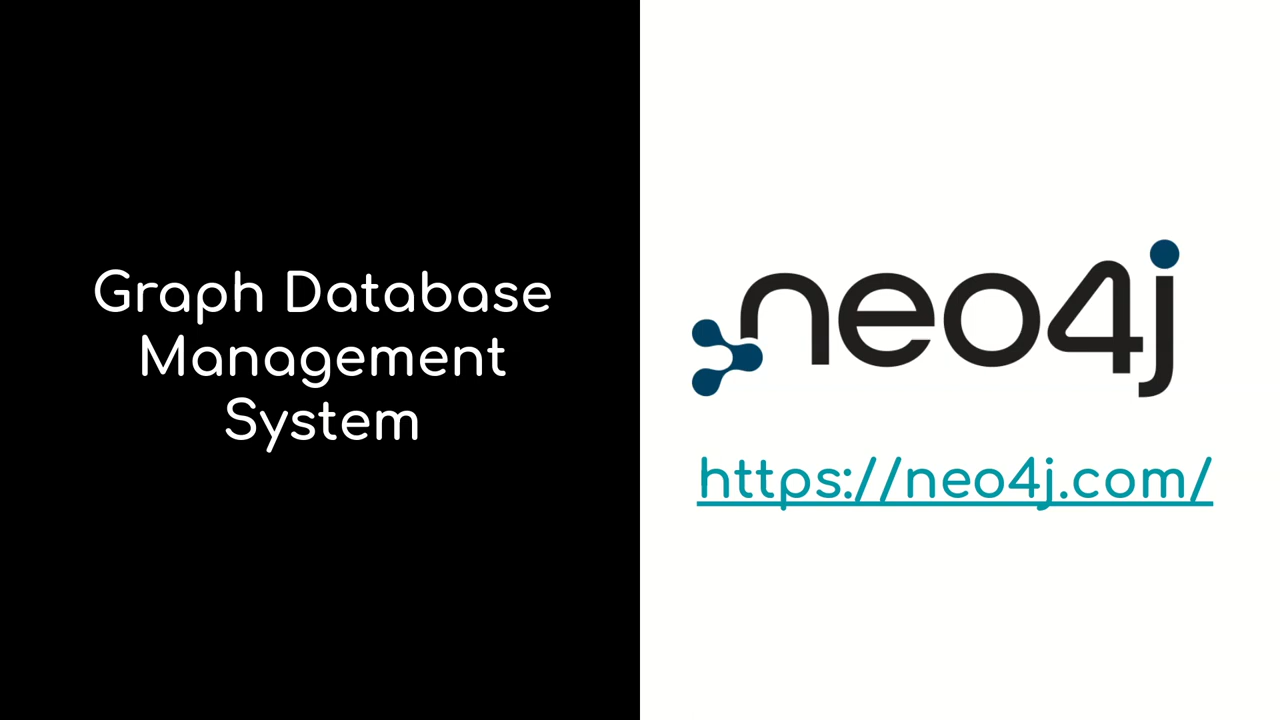 Graph Database
Management
System
neo4j
https://neo4j.com/